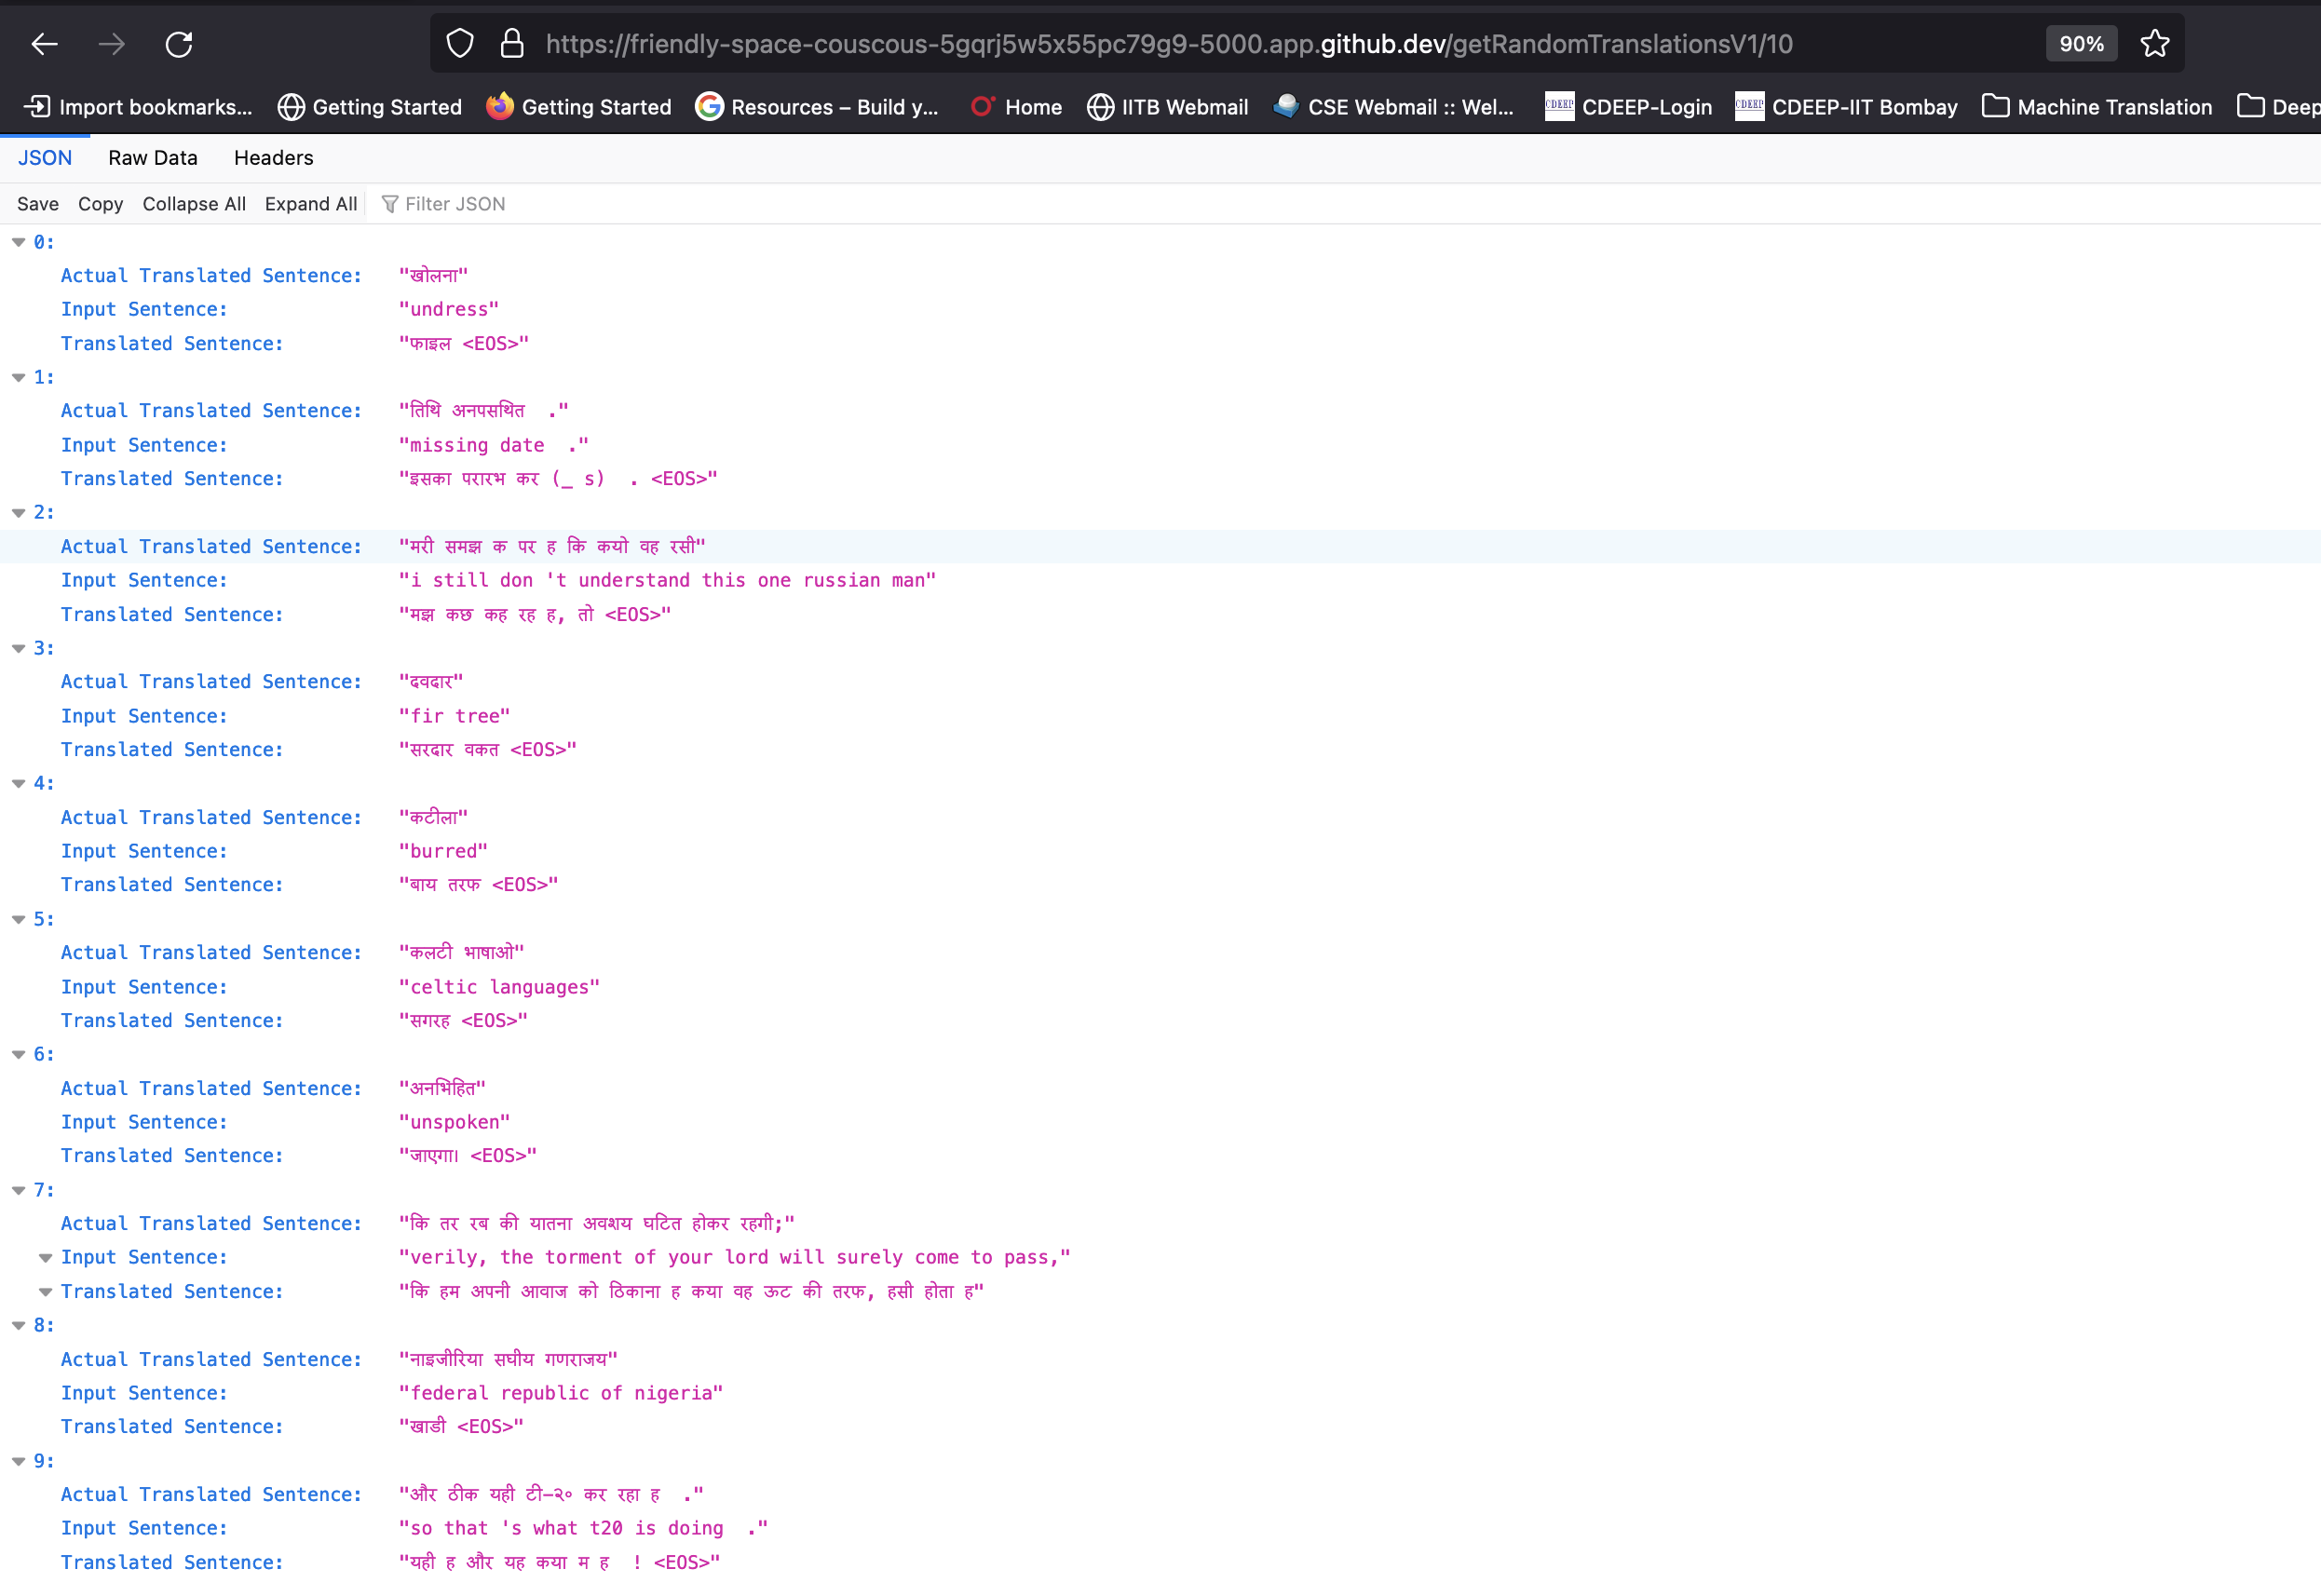 https://friendly-space-couscous-5gqrj5w5x55pc79g9-5000.app.github.dev/getRandomTranslationsV1/10 90%
Import bookmarks... Getting Started Getting Started Resources – Build y... Home IITB Webmail CSE Webmail :: Wel... CDEEP CDEEP-Login CDEEP CDEEP-IIT Bombay Machine Translation Deep
JSON Raw Data Headers
Save Copy Collapse All Expand All Filter JSON
0:
Actual Translated Sentence: "खोलना"
Input Sentence: "undress"
Translated Sentence: "फाइल <EOS>"
1:
Actual Translated Sentence: "तिथि अनपसथित  ."
Input Sentence: "missing date  ."
Translated Sentence: "इसका परारभ कर (_ s)  . <EOS>"
2:
Actual Translated Sentence: "मरी समझ क पर ह कि कयो वह रसी"
Input Sentence: "i still don 't understand this one russian man"
Translated Sentence: "मझ कछ कह रह ह, तो <EOS>"
3:
Actual Translated Sentence: "दवदार"
Input Sentence: "fir tree"
Translated Sentence: "सरदार वकत <EOS>"
4:
Actual Translated Sentence: "कटीला"
Input Sentence: "burred"
Translated Sentence: "बाय तरफ <EOS>"
5:
Actual Translated Sentence: "कलटी भाषाओ"
Input Sentence: "celtic languages"
Translated Sentence: "सगरह <EOS>"
6:
Actual Translated Sentence: "अनभिहित"
Input Sentence: "unspoken"
Translated Sentence: "जाएगा। <EOS>"
7:
Actual Translated Sentence: "कि तर रब की यातना अवशय घटित होकर रहगी;"
Input Sentence: "verily, the torment of your lord will surely come to pass,"
Translated Sentence: "कि हम अपनी आवाज को ठिकाना ह कया वह ऊट की तरफ, हसी होता ह"
8:
Actual Translated Sentence: "नाइजीरिया सघीय गणराजय"
Input Sentence: "federal republic of nigeria"
Translated Sentence: "खाडी <EOS>"
9:
Actual Translated Sentence: "और ठीक यही टी-२० कर रहा ह  ."
Input Sentence: "so that 's what t20 is doing  ."
Translated Sentence: "यही ह और यह कया म ह  ! <EOS>"